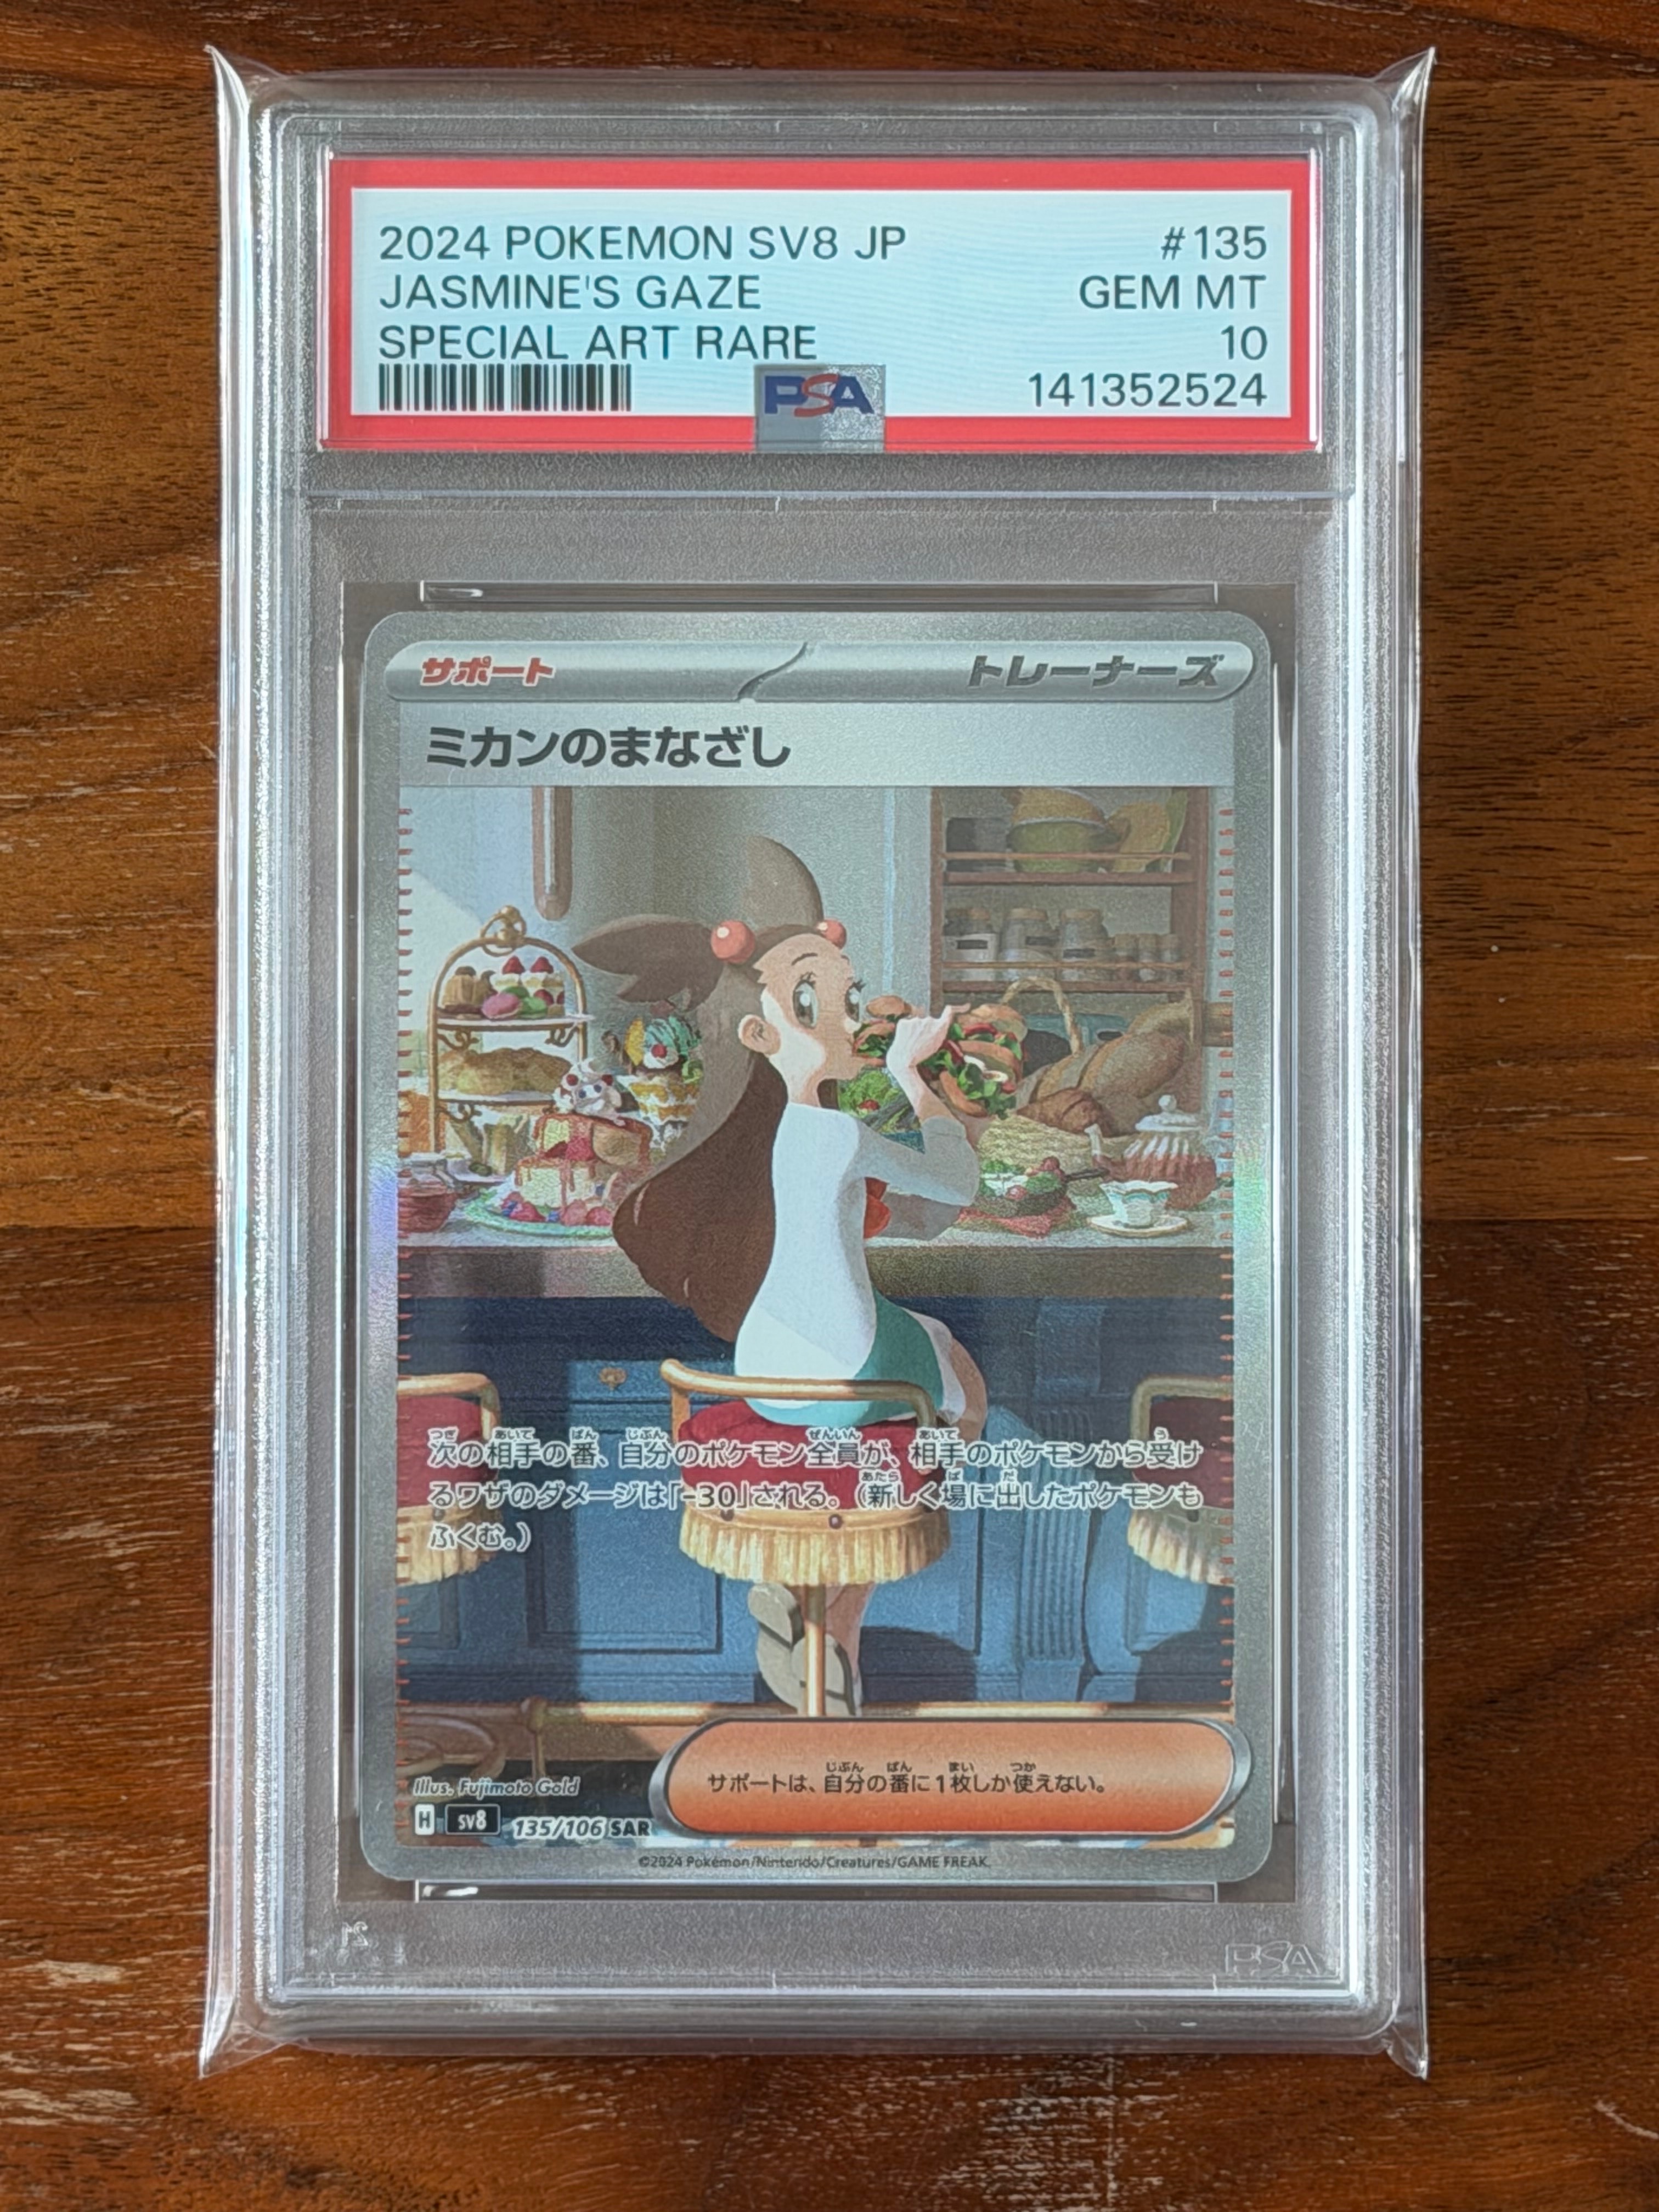 2024 POKEMON SV8 JP #135
JASMINE'S GAZE GEM MT
SPECIAL ART RARE 10
PSA 141352524
サポート トレーナーズ
ミカンのまなざし
次の相手の番、自分のポケモン全員が、相手のポケモンから受け
るワザのダメージは「-30」される。（新しく場に出したポケモンも
ふくむ。）
サポートは、自分の番に1枚しか使えない。
Illus. Fujimoto Gold
H SV8 135/106 SAR
©2024 Pokémon/Nintendo/Creatures/GAME FREAK.
PSA